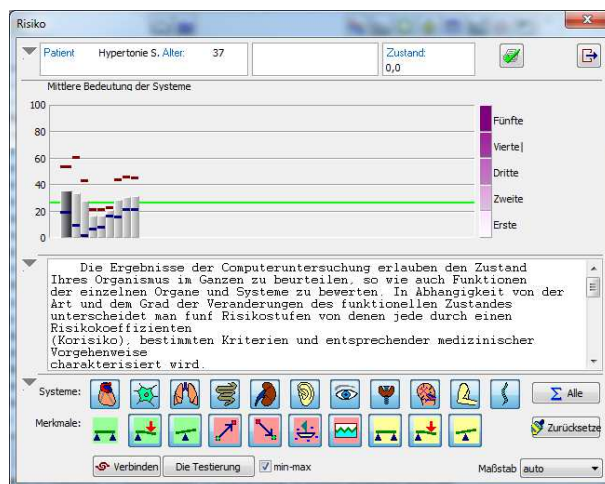 Risiko
Patient Hypertonie S. Alter: 37 Zustand:
0,0
Mittlere Bedeutung der Systeme
100
80
60
40
20
0
Fünfte
Vierte
Dritte
Zweite
Erste
Die Ergebnisse der Computeruntersuchung erlauben den Zustand
Ihres Organismus im Ganzen zu beurteilen, so wie auch Funktionen
der einzelnen Organe und Systeme zu bewerten. In Abhangigkeit von der
Art und dem Grad der Veranderungen des funktionellen Zustandes
unterscheidet man funf Risikostufen von denen jede durch einen
Risikokoeffizienten
(Korisiko), bestimmten Kriterien und entsprechender medizinischer
Vorgehenweise
charakterisiert wird.
Systeme: Σ Alle
Merkmale: Zurücksetze
Verbinden Die Testierung min-max Maßstab auto